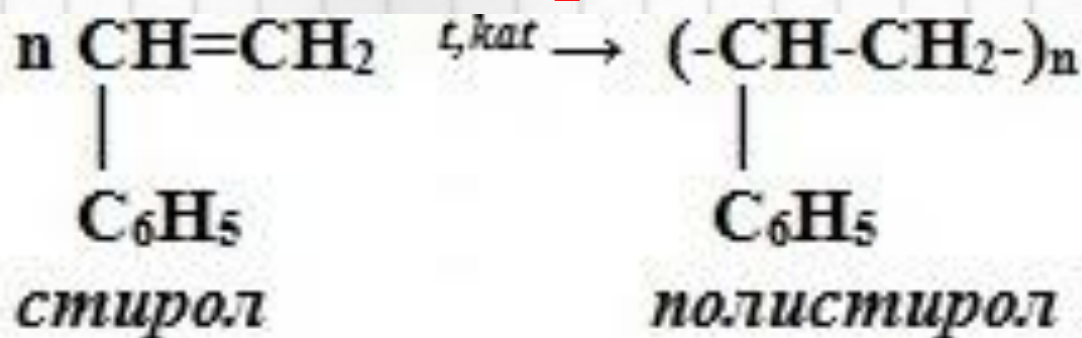 n CH=CH₂ t,kat → (-CH-CH₂-)n
| |
C₆H₅ C₆H₅
стирол полистирол